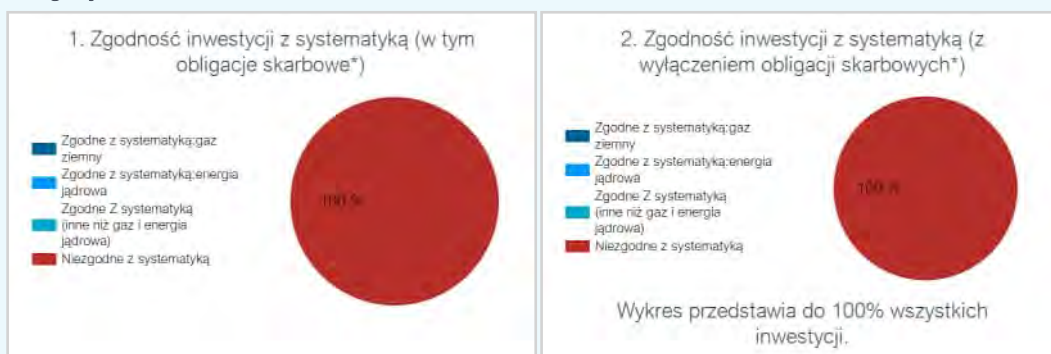 1. Zgodność inwestycji z systematyką (w tym
obligacje skarbowe*)
Zgodne z systematyką:gaz
ziemny
Zgodne z systematyką:energia
jądrowa
Zgodne Z systematyką
(inne niż gaz i energia
jądrowa)
Niezgodne z systematyką
100 %
2. Zgodność inwestycji z systematyką (z
wyłączeniem obligacji skarbowych*)
Zgodne z systematyką:gaz
ziemny
Zgodne z systematyką:energia
jądrowa
Zgodne Z systematyką
(inne niż gaz i energia
jądrowa)
Niezgodne z systematyką
100 %
Wykres przedstawia do 100% wszystkich
inwestycji.